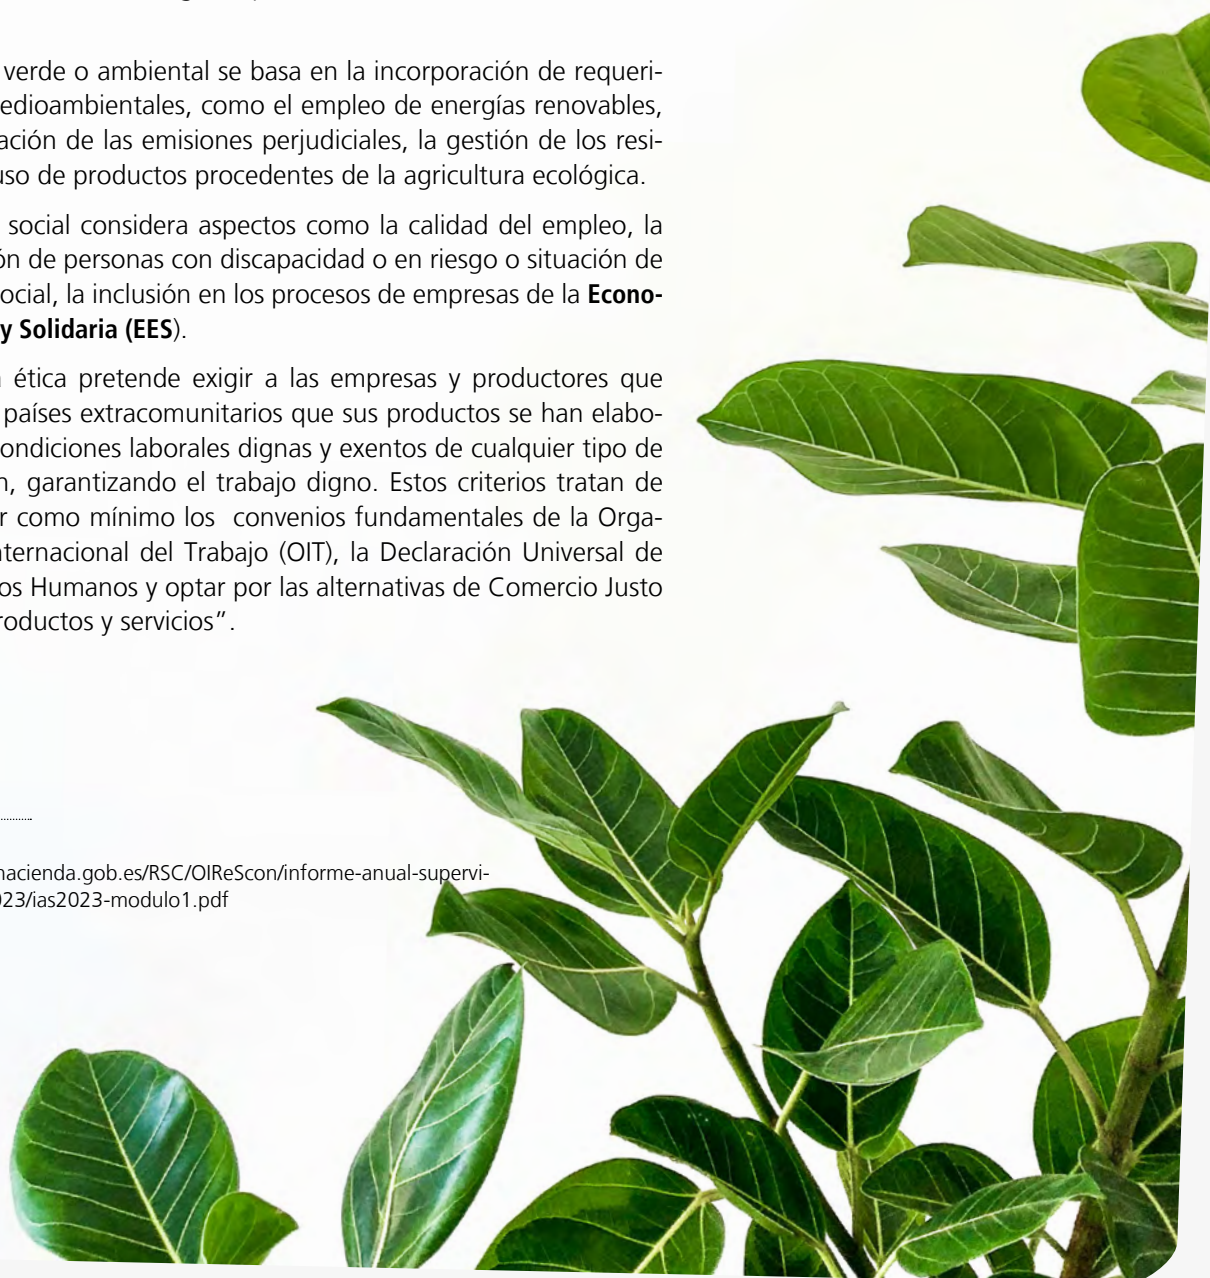 verde o ambiental se basa en la incorporación de requeri-
edioambientales, como el empleo de energías renovables,
ación de las emisiones perjudiciales, la gestión de los resi-
uso de productos procedentes de la agricultura ecológica.
social considera aspectos como la calidad del empleo, la
ón de personas con discapacidad o en riesgo o situación de
ocial, la inclusión en los procesos de empresas de la Econo-
y Solidaria (EES).
ética pretende exigir a las empresas y productores que
países extracomunitarios que sus productos se han elabo-
ondiciones laborales dignas y exentos de cualquier tipo de
n, garantizando el trabajo digno. Estos criterios tratan de
r como mínimo los convenios fundamentales de la Orga-
nternacional del Trabajo (OIT), la Declaración Universal de
os Humanos y optar por las alternativas de Comercio Justo
roductos y servicios”.
hacienda.gob.es/RSC/OIReScon/informe-anual-supervi-
023/ias2023-modulo1.pdf